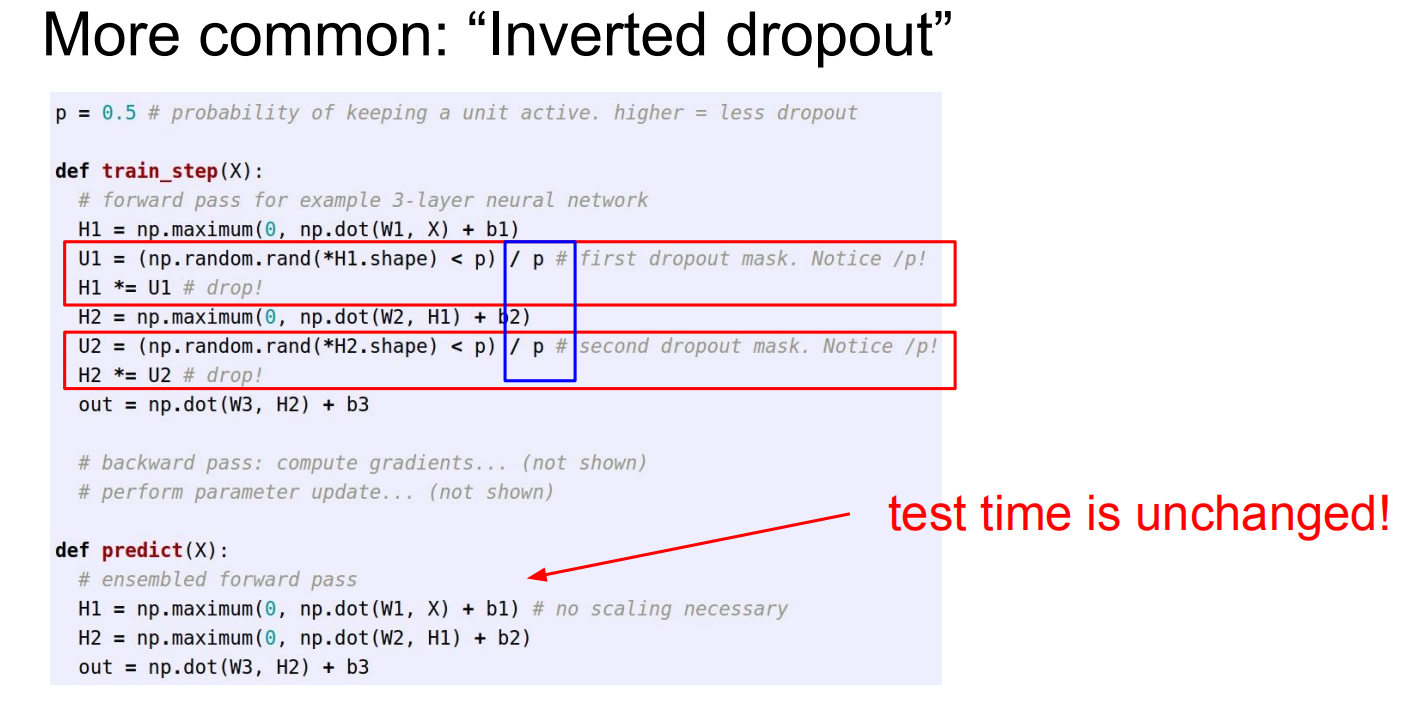 More common: “Inverted dropout”
p = 0.5 # probability of keeping a unit active. higher = less dropout
def train_step(X):
# forward pass for example 3-layer neural network
H1 = np.maximum(0, np.dot(W1, X) + b1)
U1 = (np.random.rand(*H1.shape) < p) / p # first dropout mask. Notice /p!
H1 *= U1 # drop!
H2 = np.maximum(0, np.dot(W2, H1) + b2)
U2 = (np.random.rand(*H2.shape) < p) / p # second dropout mask. Notice /p!
H2 *= U2 # drop!
out = np.dot(W3, H2) + b3
# backward pass: compute gradients... (not shown)
# perform parameter update... (not shown)
test time is unchanged!
def predict(X):
# ensembled forward pass
H1 = np.maximum(0, np.dot(W1, X) + b1) # no scaling necessary
H2 = np.maximum(0, np.dot(W2, H1) + b2)
out = np.dot(W3, H2) + b3